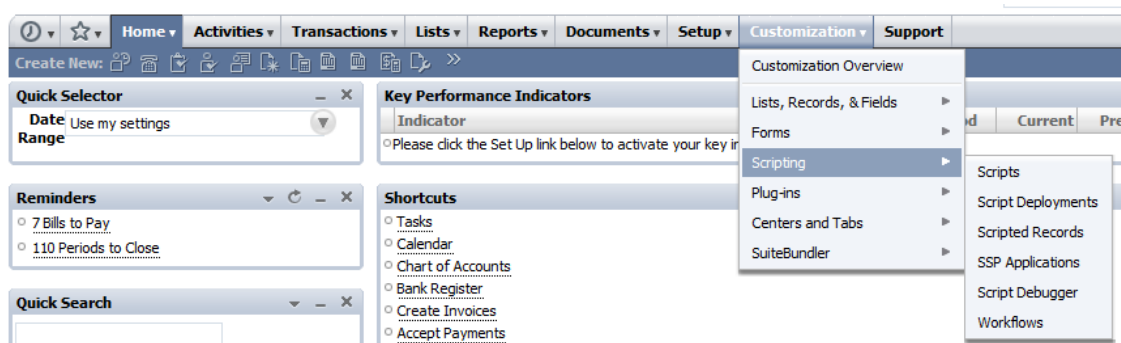 Home Activities Transactions Lists Reports Documents Setup Customization Support
Create New:
Customization Overview
Lists, Records, & Fields
Forms
Scripting
Plug-ins
Centers and Tabs
SuiteBundler
Scripts
Script Deployments
Scripted Records
SSP Applications
Script Debugger
Workflows
Quick Selector
Date Range
Use my settings
Key Performance Indicators
Indicator
Current
Please click the Set Up link below to activate your key
Reminders
7 Bills to Pay
110 Periods to Close
Shortcuts
Tasks
Calendar
Chart of Accounts
Bank Register
Create Invoices
Accept Payments
Quick Search